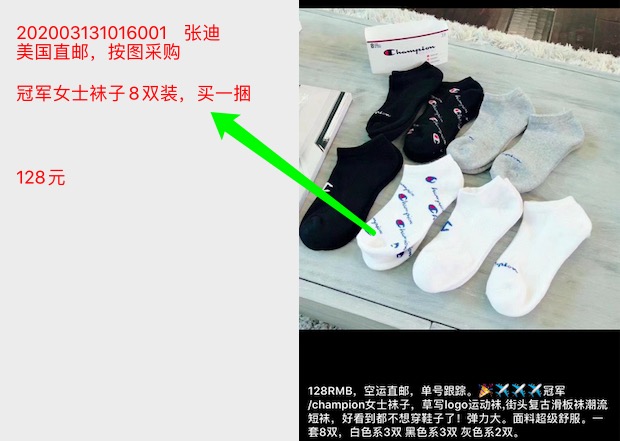 202003131016001 张迪
美国直邮，按图采购
冠军女士袜子8双装，买一捆
128元
Champion
Champion
Champion
Champion
128RMB，空运直邮，单号跟踪。🎉✈️✈️✈️冠军
/champion女士袜子，草写logo运动袜,街头复古滑板袜潮流
短袜，好看到都不想穿鞋子了！弹力大。面料超级舒服。一
套8双，白色系3双 黑色系3双 灰色系2双。